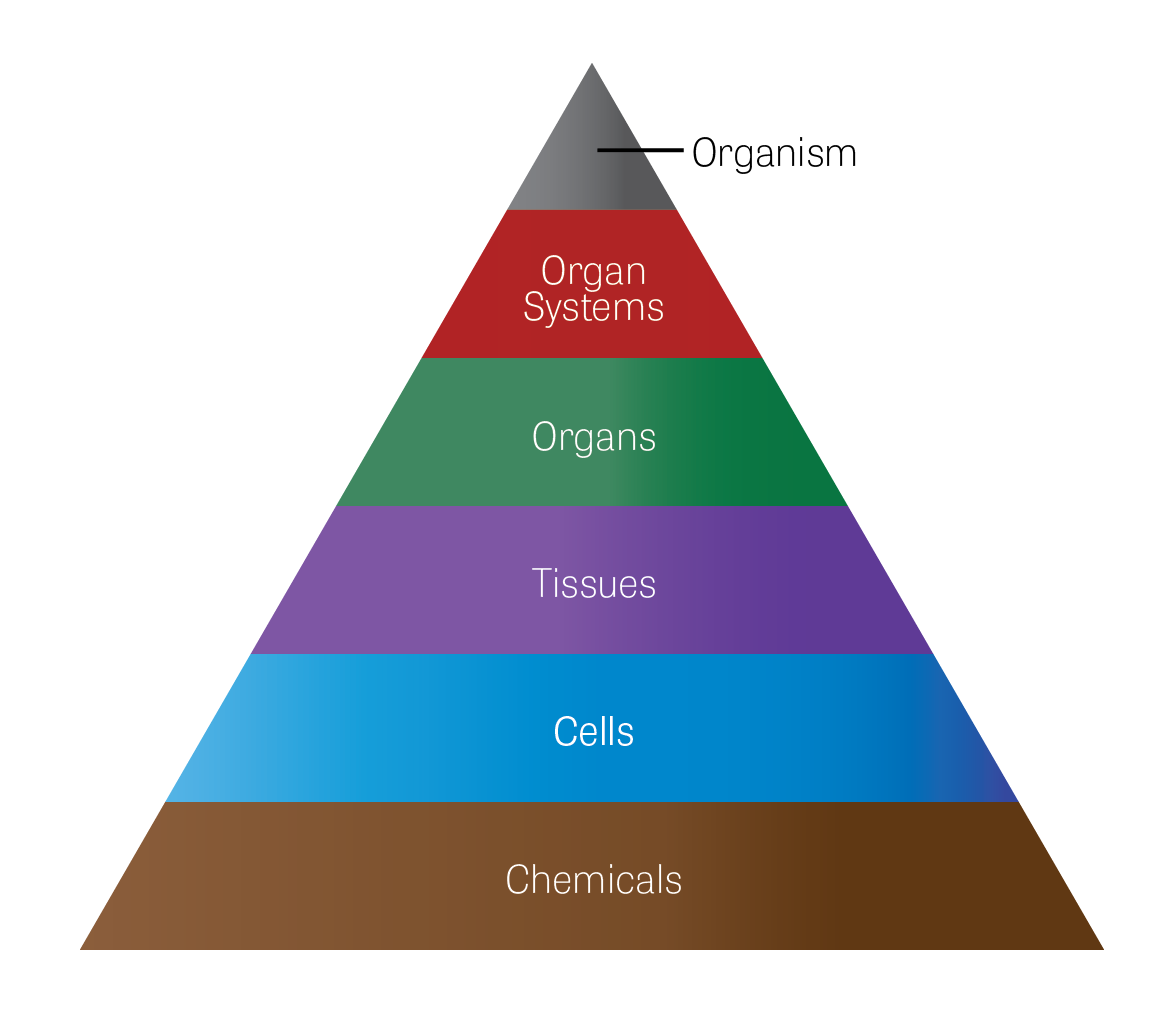 Organism
Organ
Systems
Organs
Tissues
Cells
Chemicals